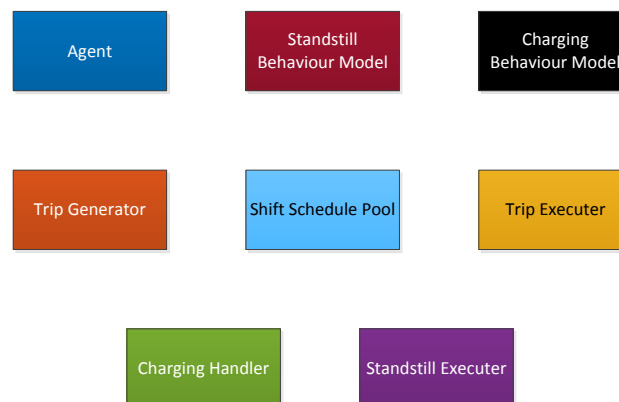 Agent
Standstill
Behaviour Model
Charging
Behaviour Model
Trip Generator
Shift Schedule Pool
Trip Executer
Charging Handler
Standstill Executer